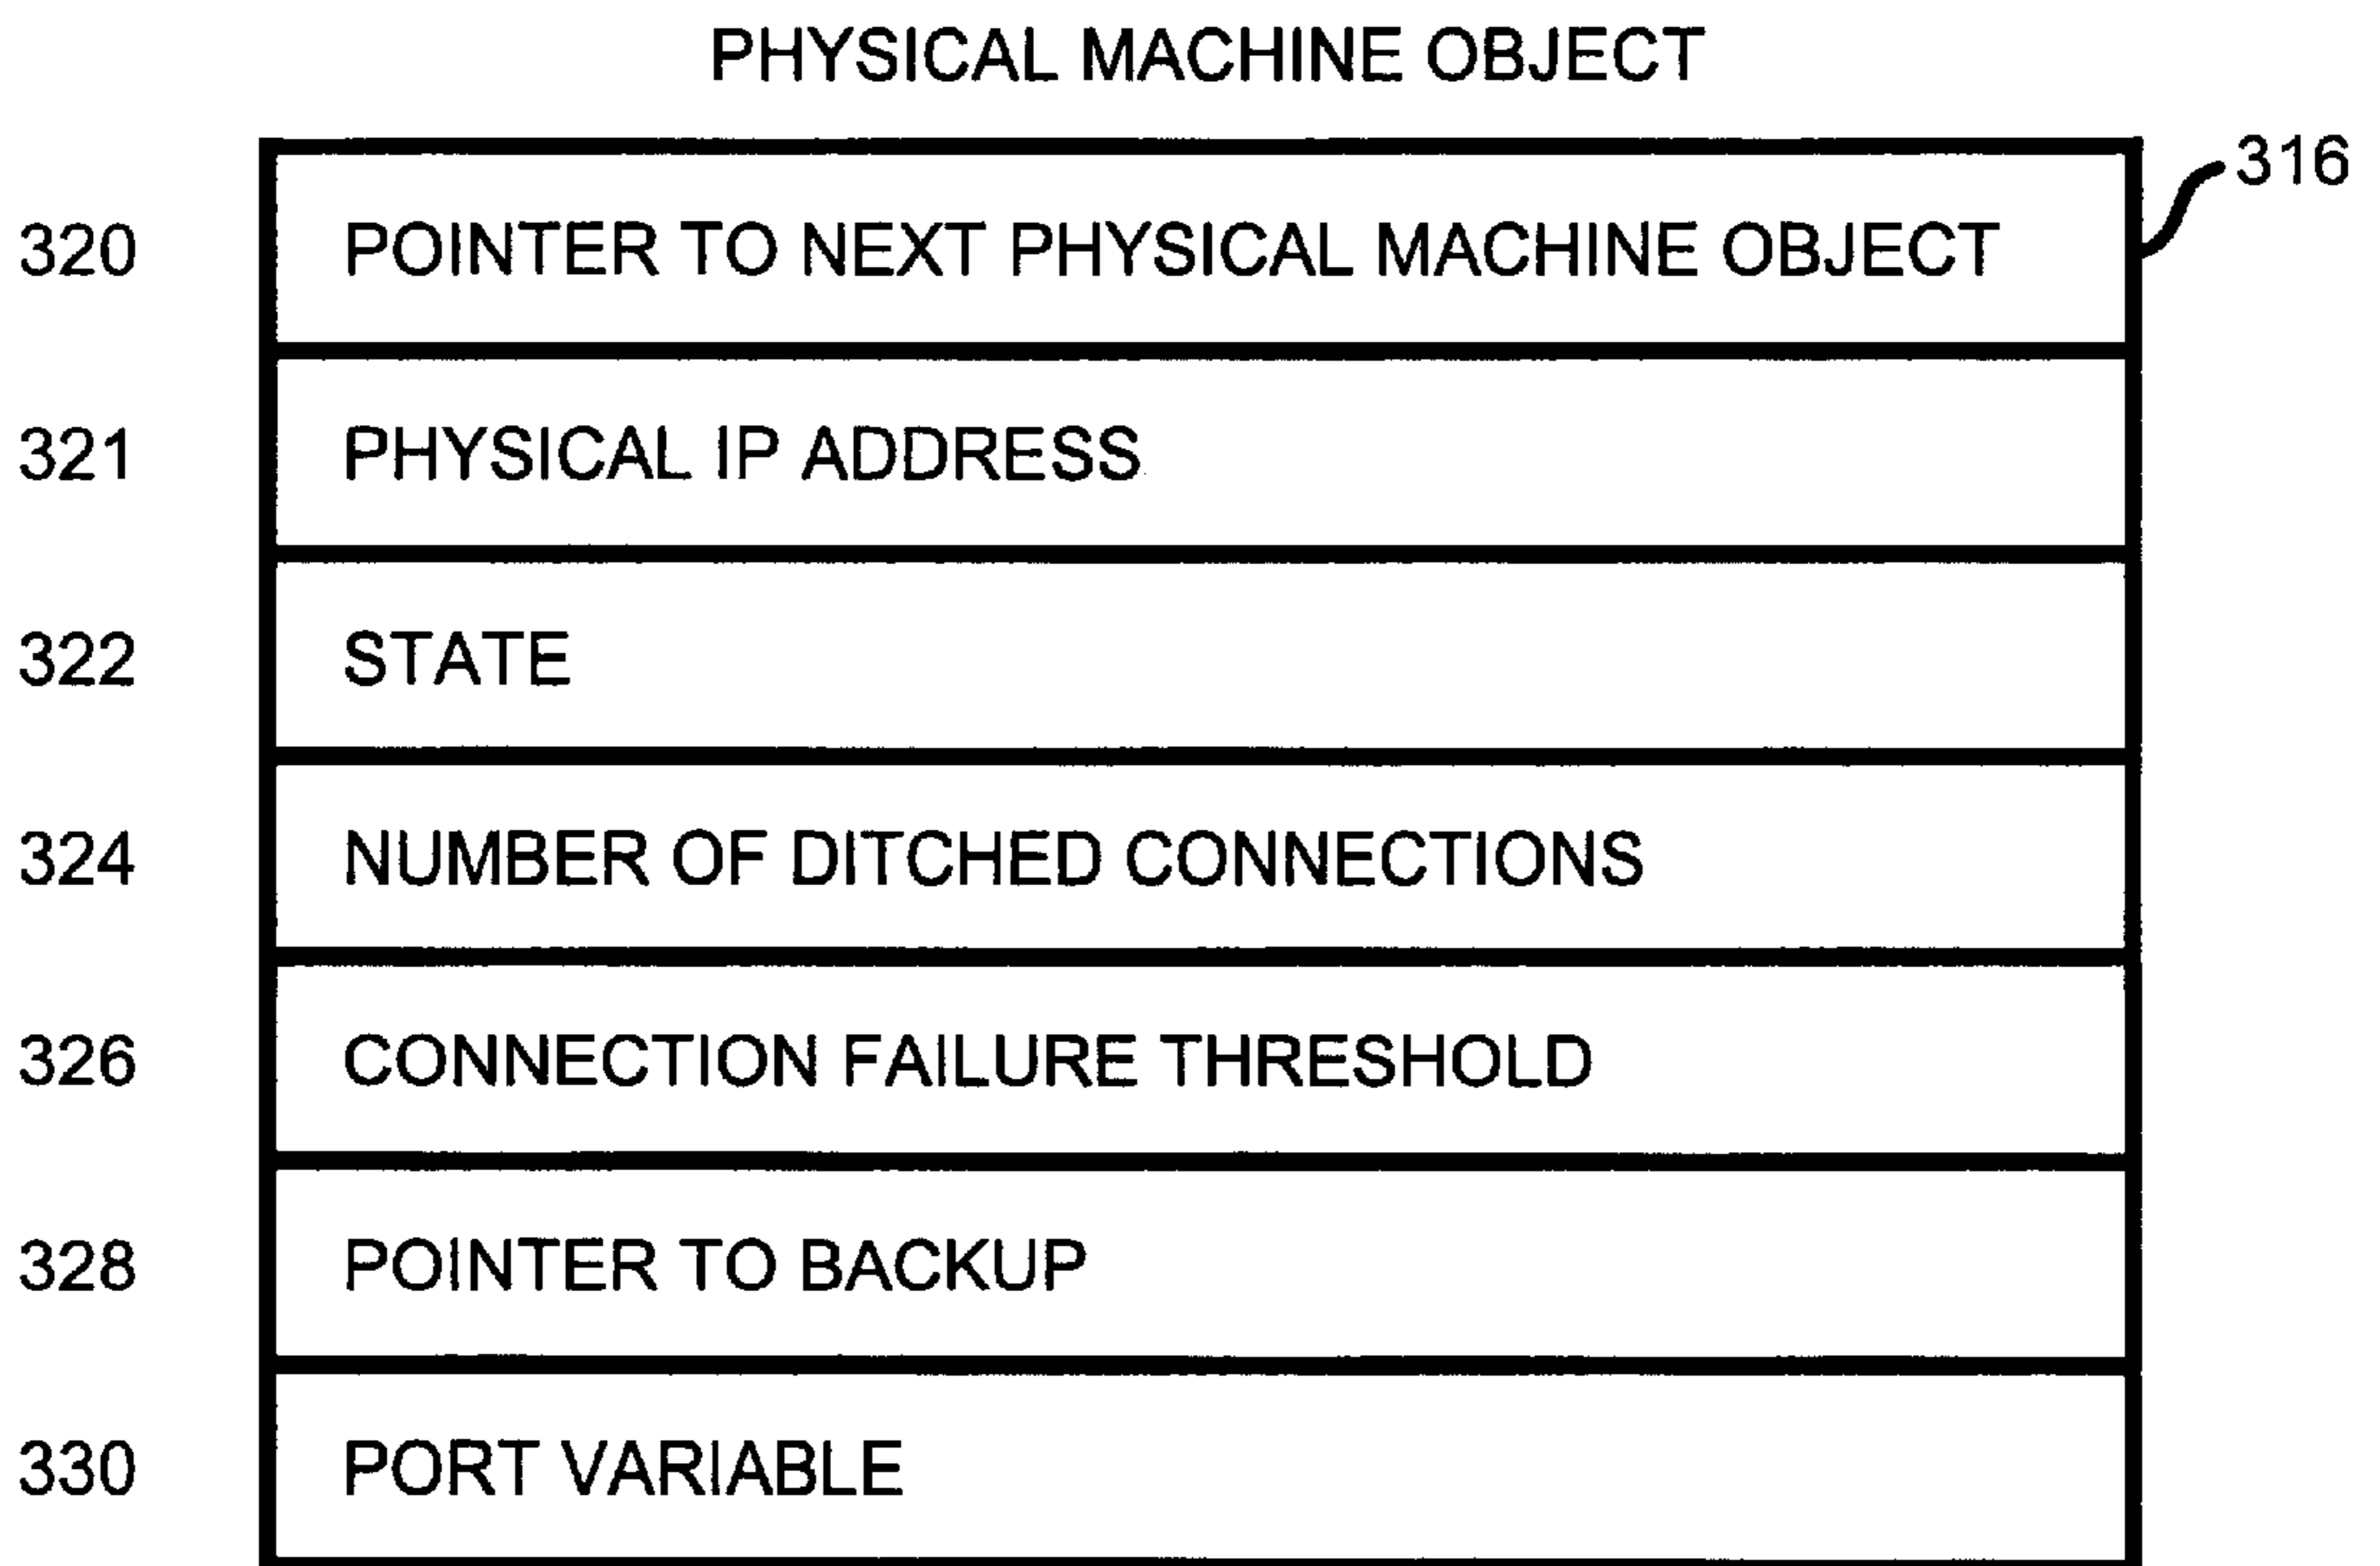 PHYSICAL MACHINE OBJECT
316
320 POINTER TO NEXT PHYSICAL MACHINE OBJECT
321 PHYSICAL IP ADDRESS
322 STATE
324 NUMBER OF DITCHED CONNECTIONS
326 CONNECTION FAILURE THRESHOLD
328 POINTER TO BACKUP
330 PORT VARIABLE